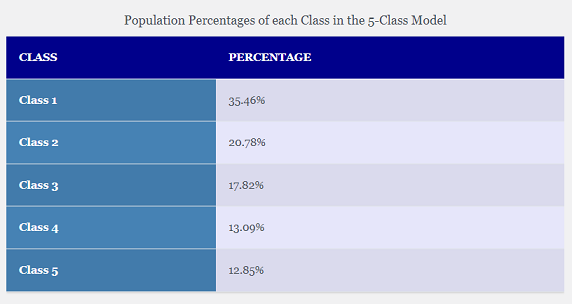 Population Percentages of each Class in the 5-Class Model
CLASS PERCENTAGE
Class 1 35.46%
Class 2 20.78%
Class 3 17.82%
Class 4 13.09%
Class 5 12.85%